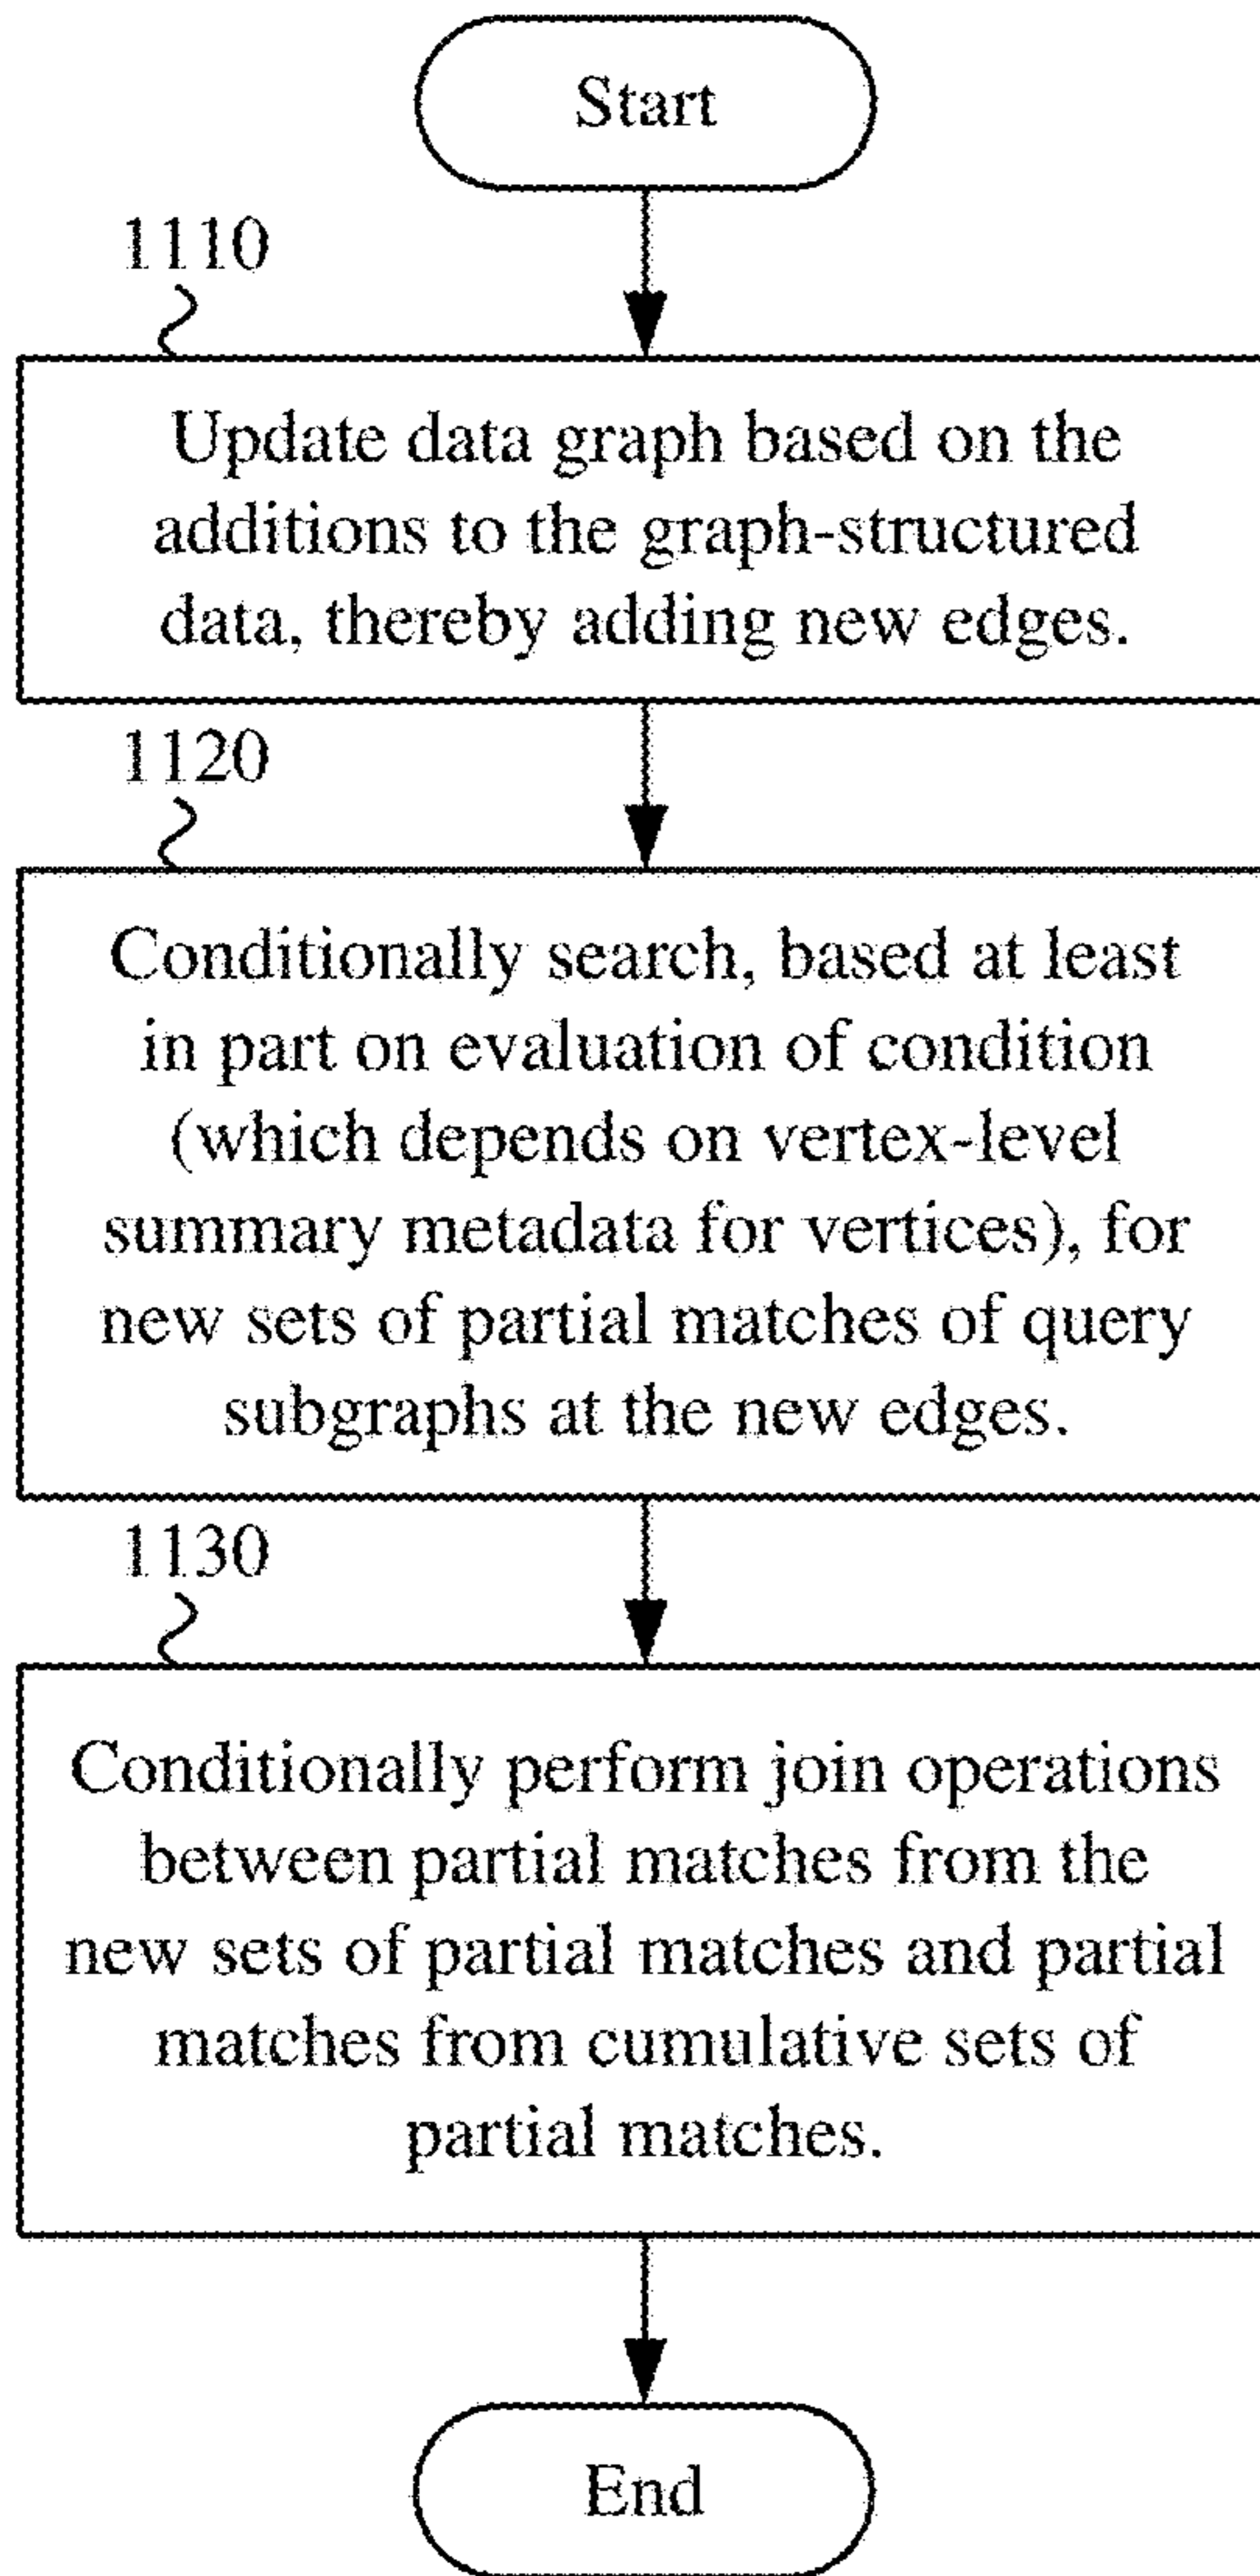 Start
1110
Update data graph based on the
additions to the graph-structured
data, thereby adding new edges.
1120
Conditionally search, based at least
in part on evaluation of condition
(which depends on vertex-level
summary metadata for vertices), for
new sets of partial matches of query
subgraphs at the new edges.
1130
Conditionally perform join operations
between partial matches from the
new sets of partial matches and partial
matches from cumulative sets of
partial matches.
End